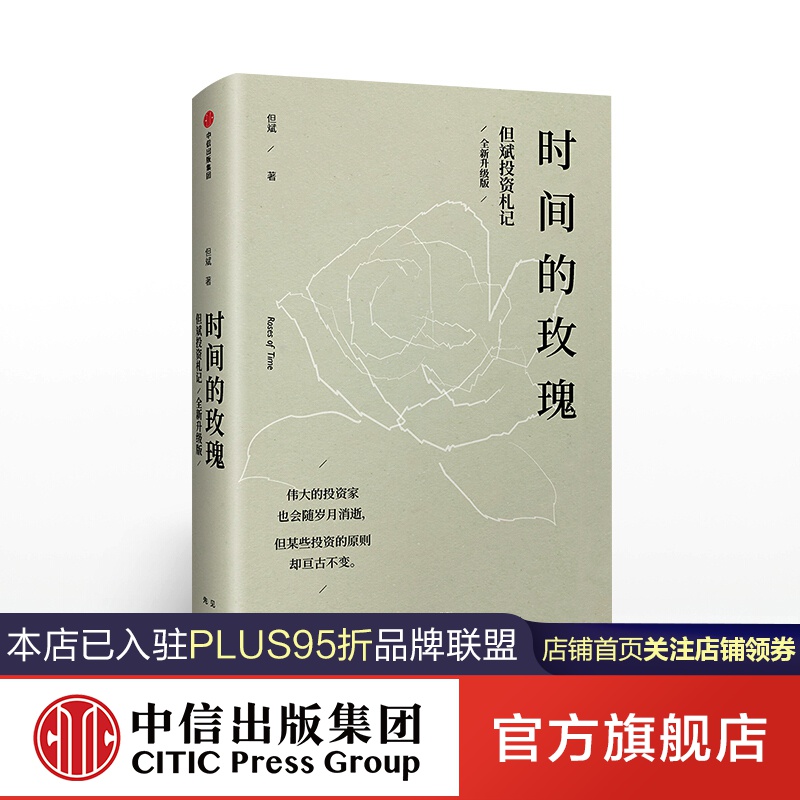 中信出版集团
但斌 著
时间的玫瑰
但斌投资札记 / 全新升级版 /
先见
但斌 / 著
时间的玫瑰
但斌投资札记
/ 全新升级版 /
Roses of Time
/
伟大的投资家
也会随岁月消逝，
但某些投资的原则
却亘古不变。
/
本店已入驻PLUS95折品牌联盟
店铺首页关注店铺领券
中信出版集团
CITIC Press Group
官方旗舰店